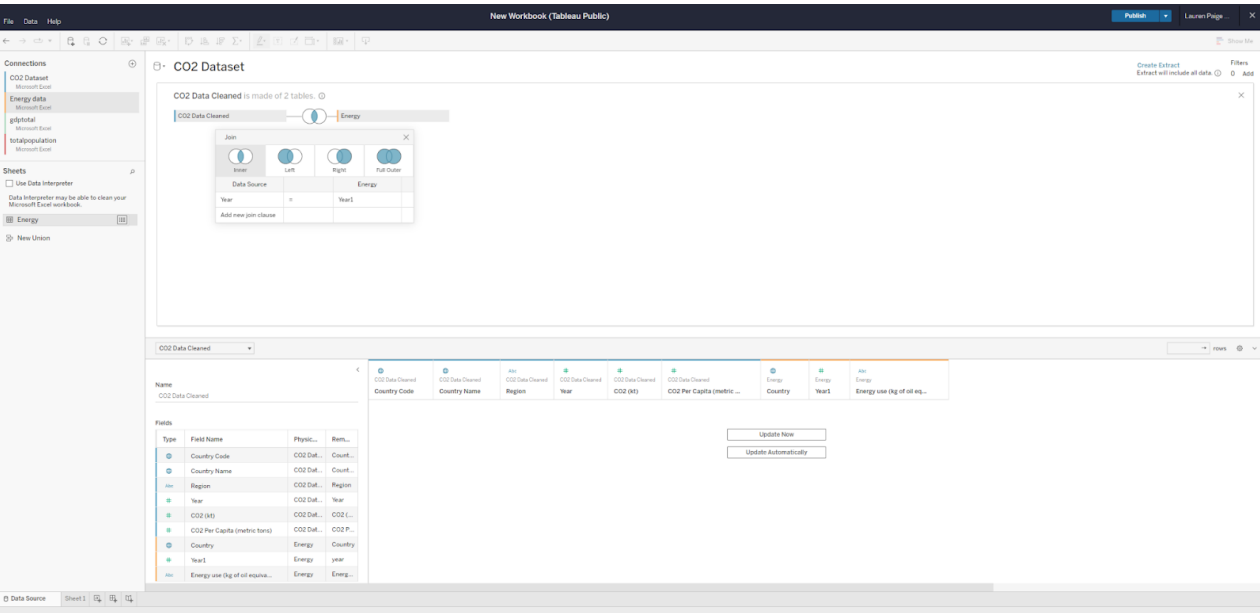 New Workbook (Tableau Public)
File Data Help
Publish
Lauren Paige ...
Show Me
Connections
CO2 Dataset
Microsoft Excel
Energy data
Microsoft Excel
gdptotal
Microsoft Excel
totalpopulation
Microsoft Excel
Sheets
Use Data Interpreter
Data Interpreter may be able to clean your
Microsoft Excel workbook.
Energy
New Union
CO2 Dataset
Create Extract
Extract will include all data.
Filters
0 Add
CO2 Data Cleaned is made of 2 tables.
CO2 Data Cleaned
Energy
Join
Inner Left Right Full Outer
Data Source Energy
Year = Year1
Add new join clause
CO2 Data Cleaned
rows
Name
CO2 Data Cleaned
Fields
Type Field Name Physic... Rem...
Country Code CO2 Dat... Count...
Country Name CO2 Dat... Count...
Abc Region CO2 Dat... Region
# Year CO2 Dat... Year
# CO2 (kt) CO2 Dat... CO2 (...
# CO2 Per Capita (metric tons) CO2 Dat... CO2 P...
Country Energy Country
# Year1 Energy year
Abc Energy use (kg of oil equiva... Energy Energ...
Abc # # # # Abc
CO2 Data Cleaned CO2 Data Cleaned CO2 Data Cleaned CO2 Data Cleaned CO2 Data Cleaned CO2 Data Cleaned Energy Energy Energy
Country Code Country Name Region Year CO2 (kt) CO2 Per Capita (metric ... Country Year1 Energy use (kg of oil eq...
Update Now
Update Automatically
Data Source Sheet 1